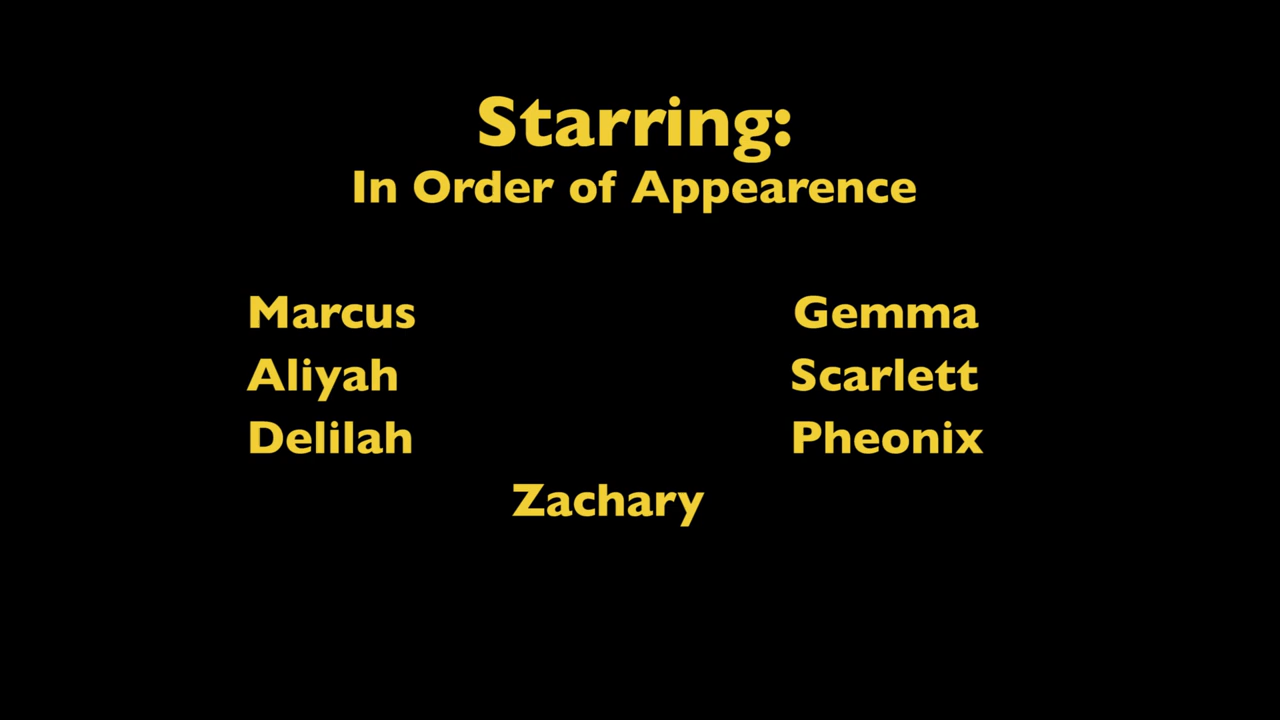 Starring:
In Order of Appearence
Marcus Gemma
Aliyah Scarlett
Delilah Pheonix
Zachary